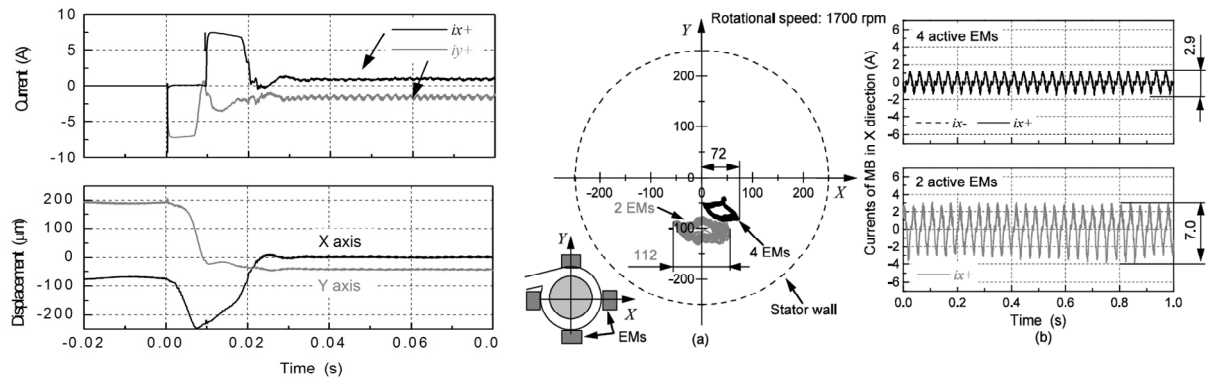 Current (A)
10
5
0
-5
-10
ix+
iy+
Displacement (μm)
200
100
0
-100
-200
X axis
Y axis
-0.02 0.00 0.02 0.04 0.06 0.0
Time (s)
Rotational speed: 1700 rpm
Y
200
100
72
0
-200 -100 0 100 200
X
2 EMs
-100
4 EMs
112
-200
Y
X
EMs
Stator wall
(a)
Currents of MB in X direction (A)
4 active EMs
6
4
2
0
-2
-4
-6
2.9
ix- ix+
2 active EMs
6
4
2
0
-2
-4
-6
7.0
ix+
0.0 0.2 0.4 0.6 0.8 1.0
Time (s)
(b)